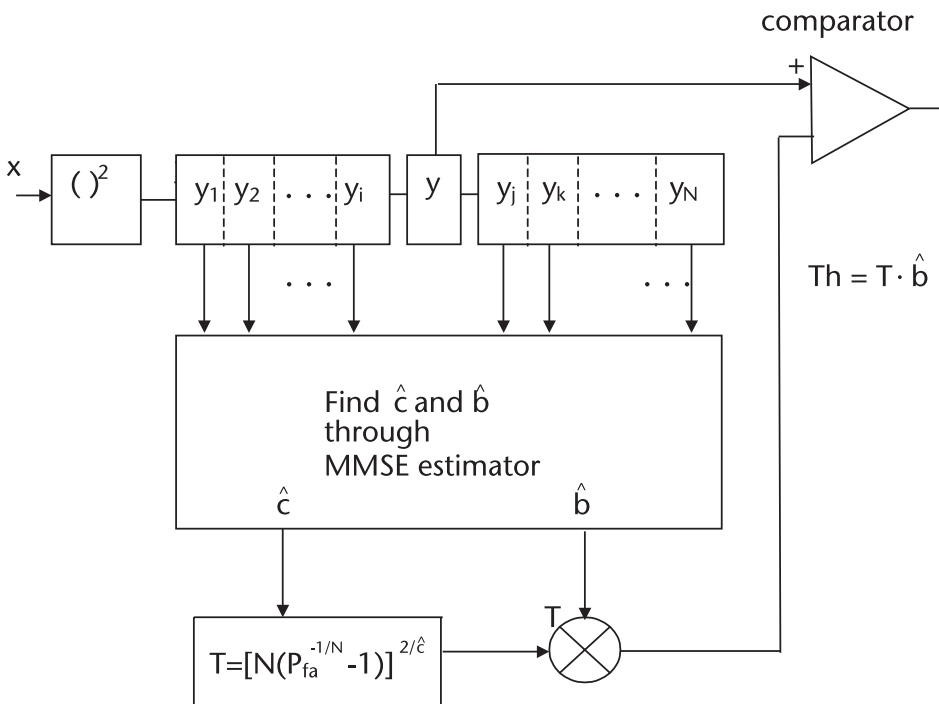 comparator
+
x
( )²
y₁ y₂ . . . yᵢ
y
yⱼ yₖ . . . y_N
. . .
. . .
Th = T · b̂
Find ĉ and b̂
through
MMSE estimator
ĉ
b̂
T
T=[N(P_fa^-1/N -1)]^2/ĉ